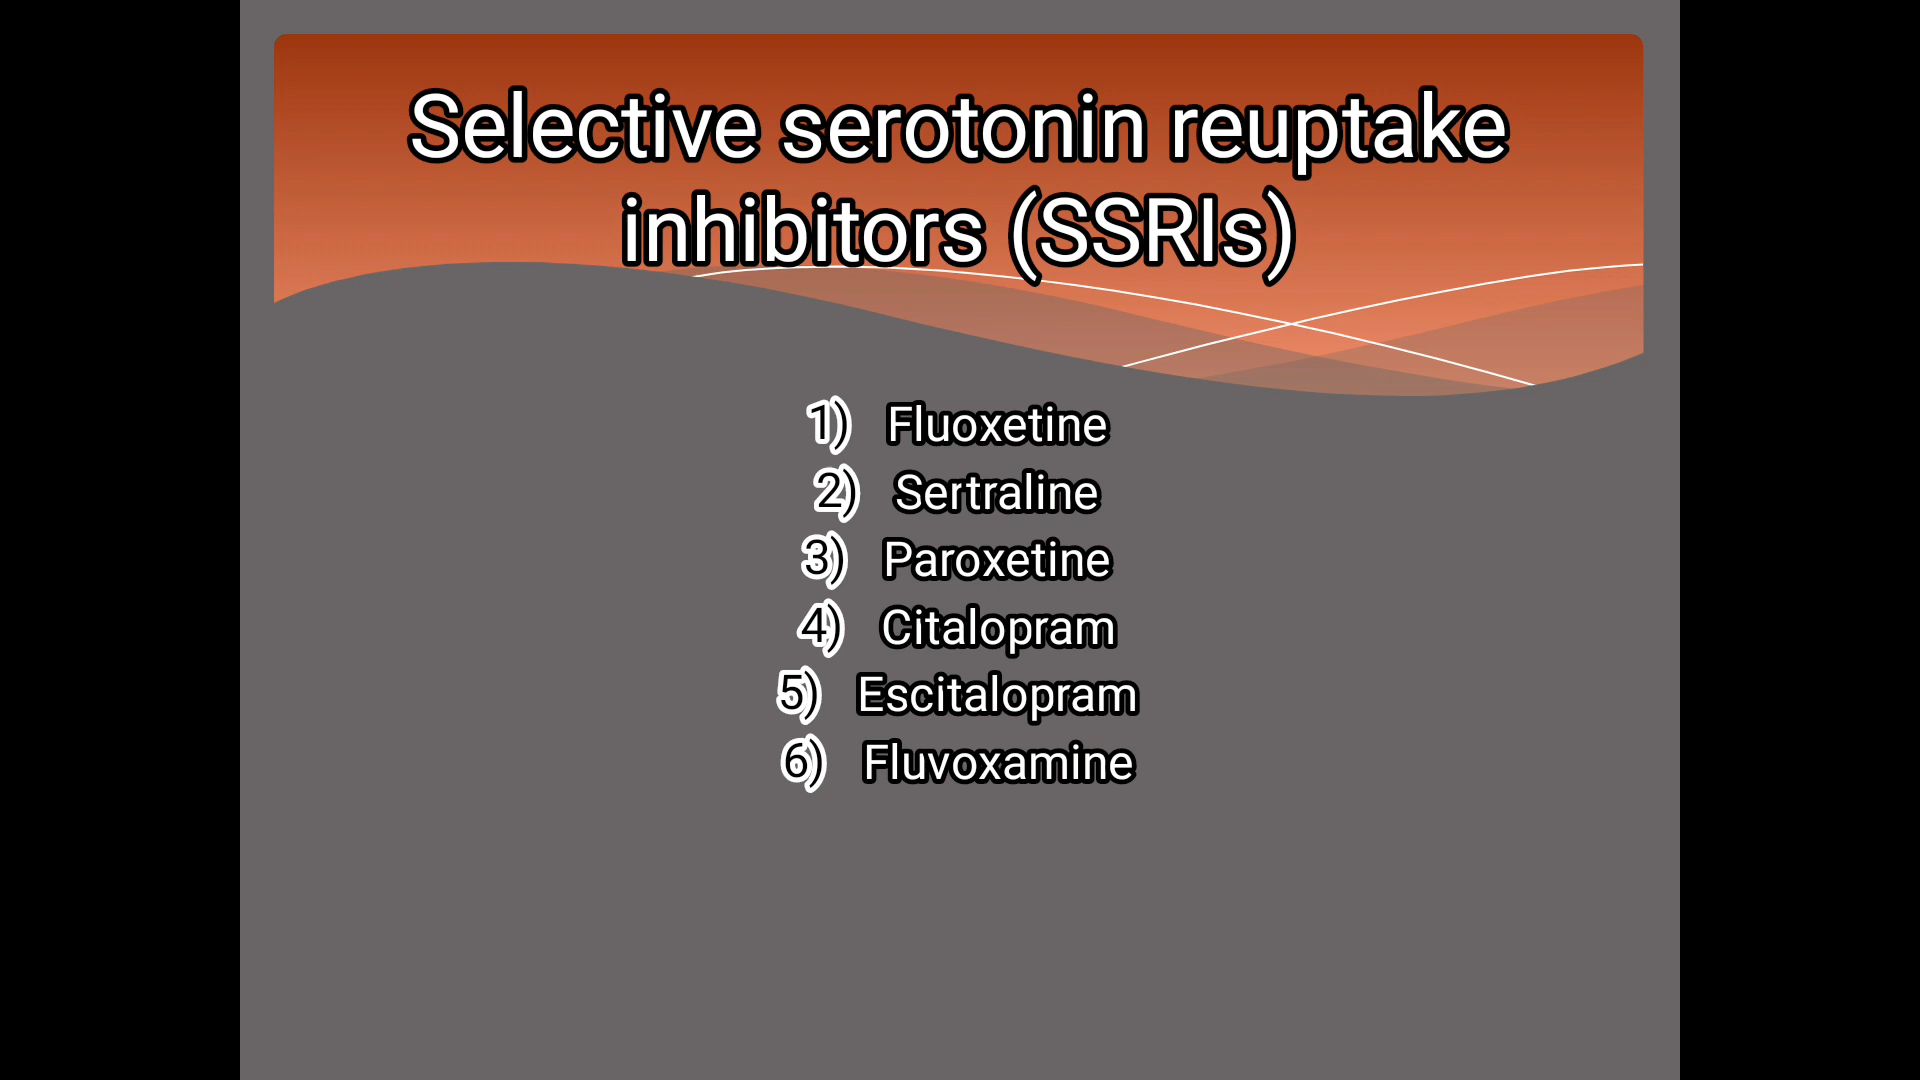 Selective serotonin reuptake
inhibitors (SSRIs)
1) Fluoxetine
2) Sertraline
3) Paroxetine
4) Citalopram
5) Escitalopram
6) Fluvoxamine